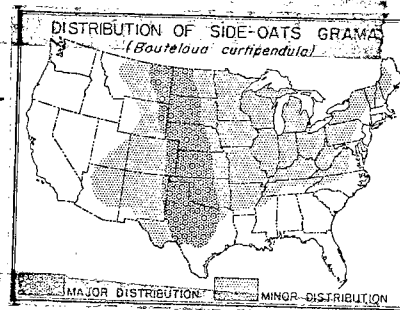 DISTRIBUTION OF SIDE-OATS GRAMA
(Bouteloua curtipendula)
MAJOR DISTRIBUTION MINOR DISTRIBUTION